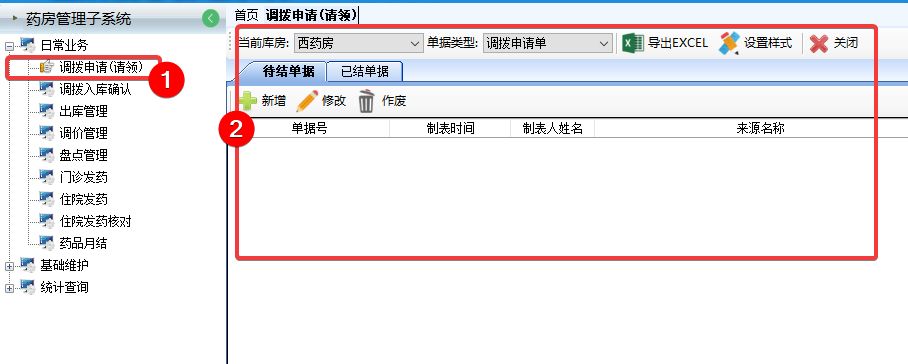 药房管理子系统
首页 调拨申请(请领)
日常业务
调拨申请(请领)
1
调拨入库确认
出库管理
调价管理
盘点管理
门诊发药
住院发药
住院发药核对
药品月结
基础维护
统计查询
当前库房: 西药房 单据类型: 调拨申请单 导出EXCEL 设置样式 关闭
待结单据 已结单据
新增 修改 作废
2
单据号 制表时间 制表人姓名 来源名称